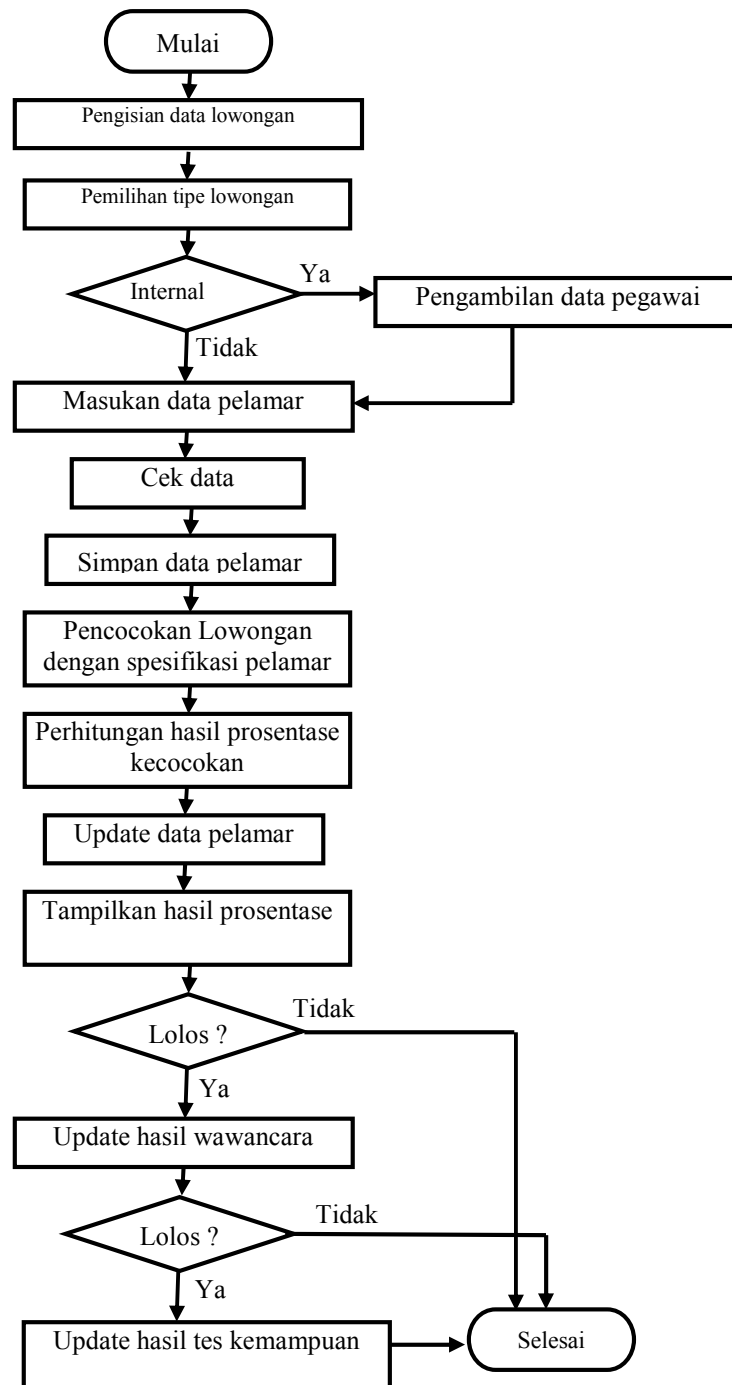 Mulai
Pengisian data lowongan
Pemilihan tipe lowongan
Internal
Ya
Pengambilan data pegawai
Tidak
Masukan data pelamar
Cek data
Simpan data pelamar
Pencocokan Lowongan
dengan spesifikasi pelamar
Perhitungan hasil prosentase
kecocokan
Update data pelamar
Tampilkan hasil prosentase
Lolos ?
Tidak
Ya
Update hasil wawancara
Lolos ?
Tidak
Ya
Update hasil tes kemampuan
Selesai